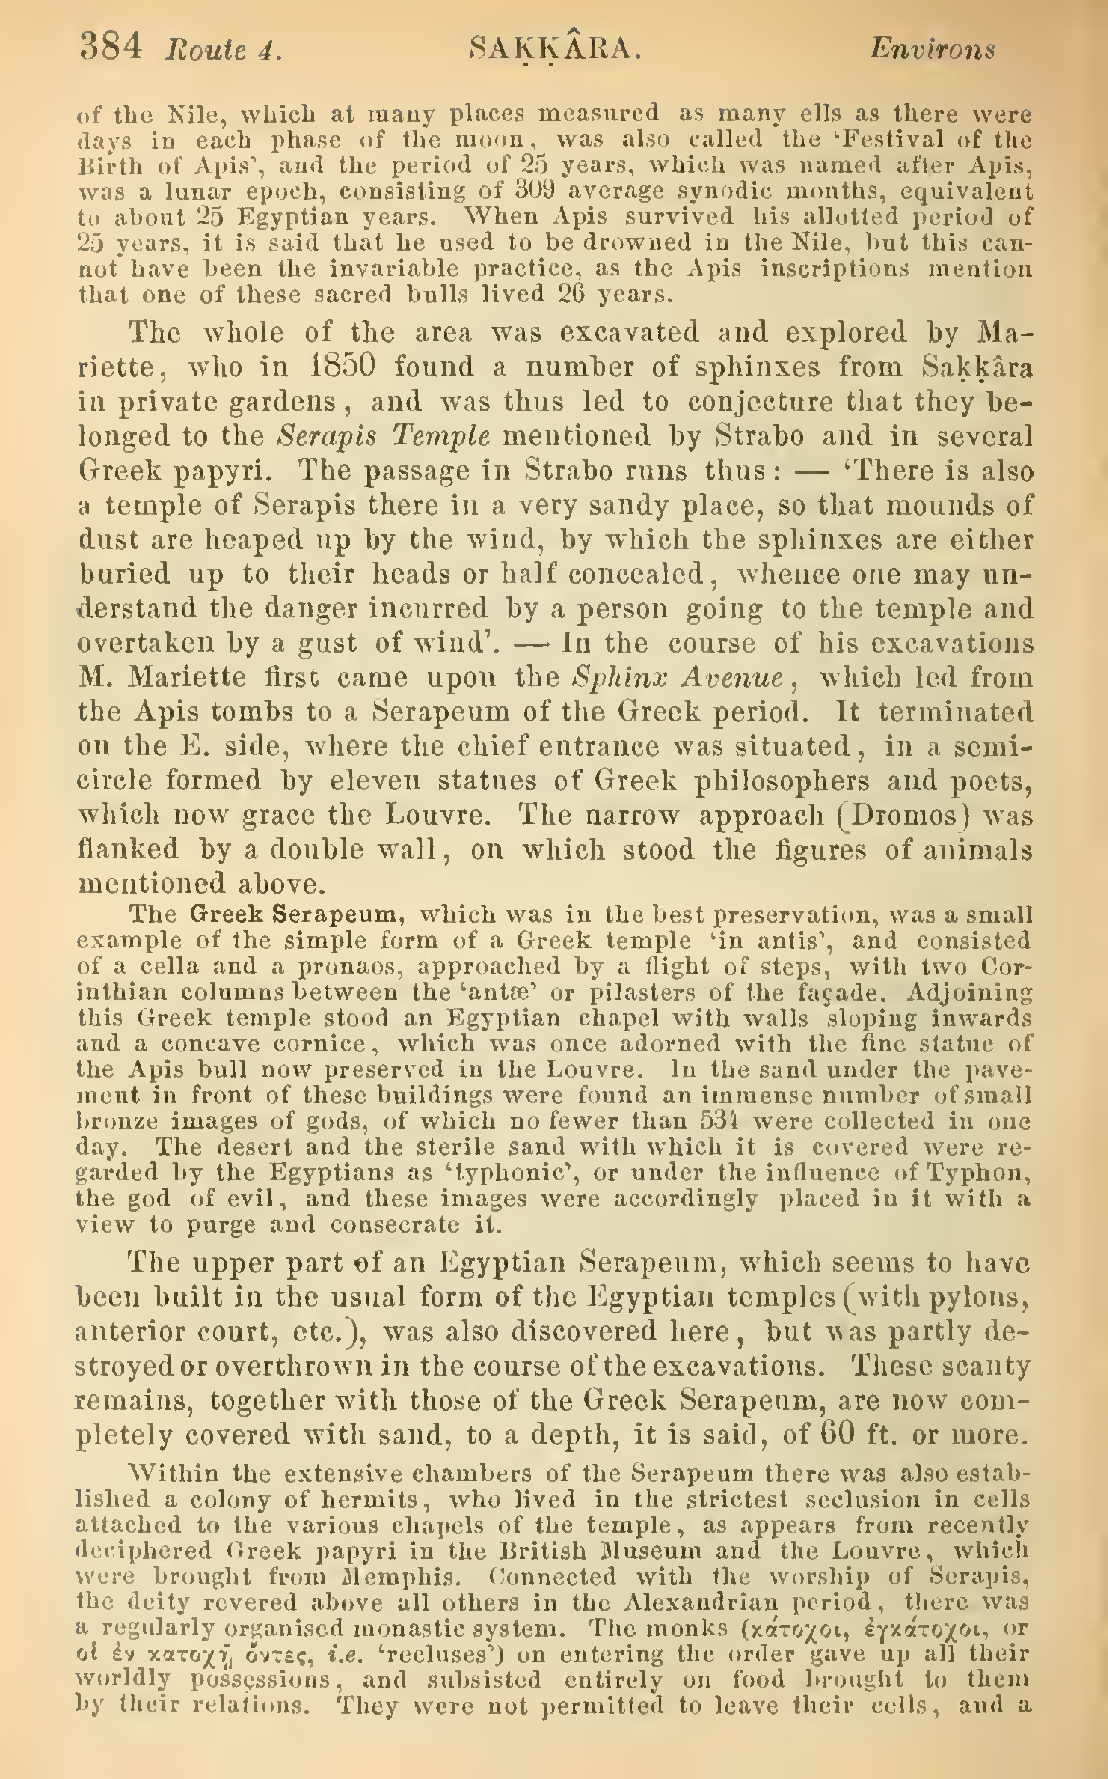 384 Route 4. SAḲḲÂRA. Environs
of the Nile, which at many places measured as many ells as there were
days in each phase of the moon, was also called the ‘Festival of the
Birth of Apis’, and the period of 25 years, which was named after Apis,
was a lunar epoch, consisting of 309 average synodic months, equivalent
to about 25 Egyptian years. When Apis survived his allotted period of
25 years, it is said that he used to be drowned in the Nile, but this can-
not have been the invariable practice, as the Apis inscriptions mention
that one of these sacred bulls lived 26 years.
The whole of the area was excavated and explored by Ma-
riette, who in 1850 found a number of sphinxes from Saḳḳâra
in private gardens, and was thus led to conjecture that they be-
longed to the Serapis Temple mentioned by Strabo and in several
Greek papyri. The passage in Strabo runs thus: — ‘There is also
a temple of Serapis there in a very sandy place, so that mounds of
dust are heaped up by the wind, by which the sphinxes are either
buried up to their heads or half concealed, whence one may un-
derstand the danger incurred by a person going to the temple and
overtaken by a gust of wind’. — In the course of his excavations
M. Mariette first came upon the Sphinx Avenue, which led from
the Apis tombs to a Serapeum of the Greek period. It terminated
on the E. side, where the chief entrance was situated, in a semi-
circle formed by eleven statues of Greek philosophers and poets,
which now grace the Louvre. The narrow approach (Dromos) was
flanked by a double wall, on which stood the figures of animals
mentioned above.
The Greek Serapeum, which was in the best preservation, was a small
example of the simple form of a Greek temple ‘in antis’, and consisted
of a cella and a pronaos, approached by a flight of steps, with two Cor-
inthian columns between the ‘antæ’ or pilasters of the façade. Adjoining
this Greek temple stood an Egyptian chapel with walls sloping inwards
and a concave cornice, which was once adorned with the fine statue of
the Apis bull now preserved in the Louvre. In the sand under the pave-
ment in front of these buildings were found an immense number of small
bronze images of gods, of which no fewer than 534 were collected in one
day. The desert and the sterile sand with which it is covered were re-
garded by the Egyptians as ‘typhonic’, or under the influence of Typhon,
the god of evil, and these images were accordingly placed in it with a
view to purge and consecrate it.
The upper part of an Egyptian Serapeum, which seems to have
been built in the usual form of the Egyptian temples (with pylons,
anterior court, etc.), was also discovered here, but was partly de-
stroyed or overthrown in the course of the excavations. These scanty
remains, together with those of the Greek Serapeum, are now com-
pletely covered with sand, to a depth, it is said, of 60 ft. or more.
Within the extensive chambers of the Serapeum there was also estab-
lished a colony of hermits, who lived in the strictest seclusion in cells
attached to the various chapels of the temple, as appears from recently
deciphered Greek papyri in the British Museum and the Louvre, which
were brought from Memphis. Connected with the worship of Serapis,
the deity revered above all others in the Alexandrian period, there was
a regularly organised monastic system. The monks (κάτοχοι, ἐγκάτοχοι, or
οἱ ἐν κατοχῇ ὄντες, i.e. ‘recluses’) on entering the order gave up all their
worldly possessions, and subsisted entirely on food brought to them
by their relations. They were not permitted to leave their cells, and a